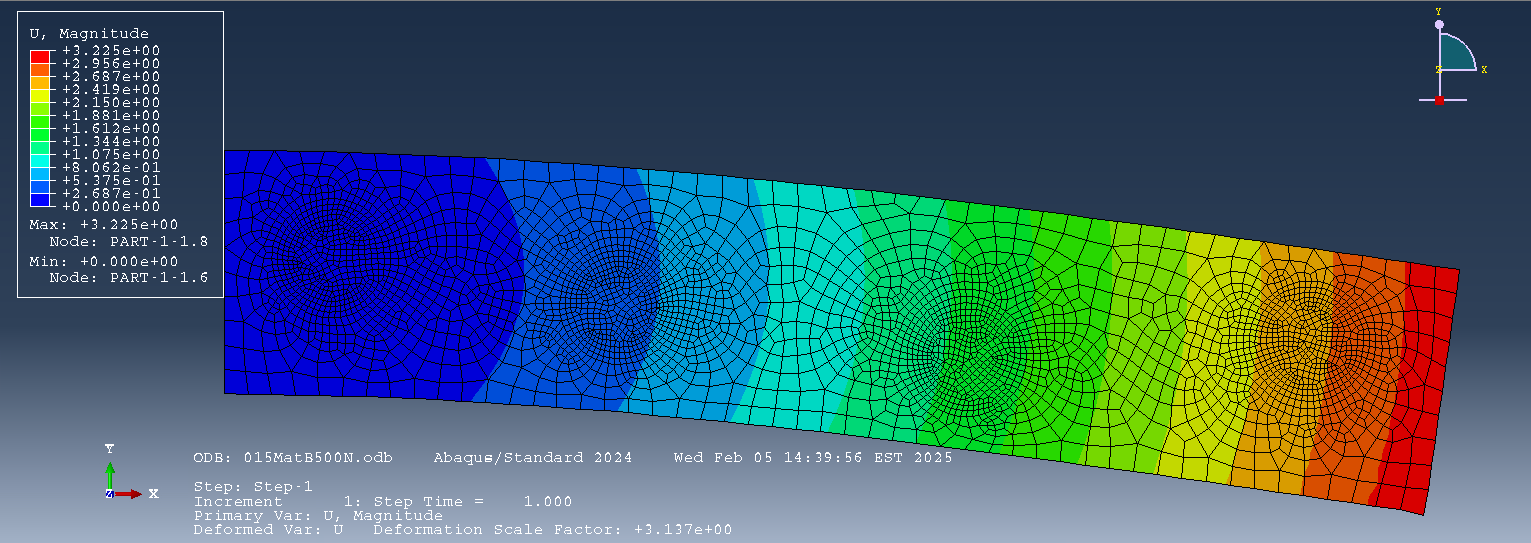 U, Magnitude
+3.225e+00
+2.956e+00
+2.687e+00
+2.419e+00
+2.150e+00
+1.881e+00
+1.612e+00
+1.344e+00
+1.075e+00
+8.062e-01
+5.375e-01
+2.687e-01
+0.000e+00
Max: +3.225e+00
Node: PART-1-1.8
Min: +0.000e+00
Node: PART-1-1.6
Y
Z X
Y
Z X
ODB: 015MatB500N.odb Abaqus/Standard 2024 Wed Feb 05 14:39:56 EST 2025
Step: Step-1
Increment 1: Step Time = 1.000
Primary Var: U, Magnitude
Deformed Var: U Deformation Scale Factor: +3.137e+00